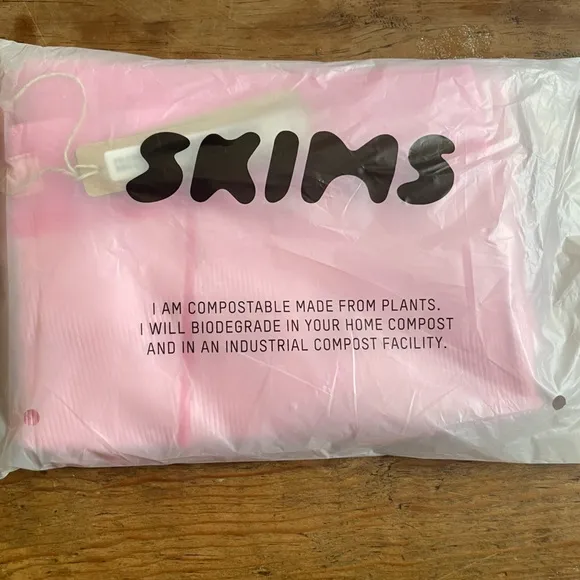 SKIMS
I AM COMPOSTABLE MADE FROM PLANTS.
I WILL BIODEGRADE IN YOUR HOME COMPOST
AND IN AN INDUSTRIAL COMPOST FACILITY.